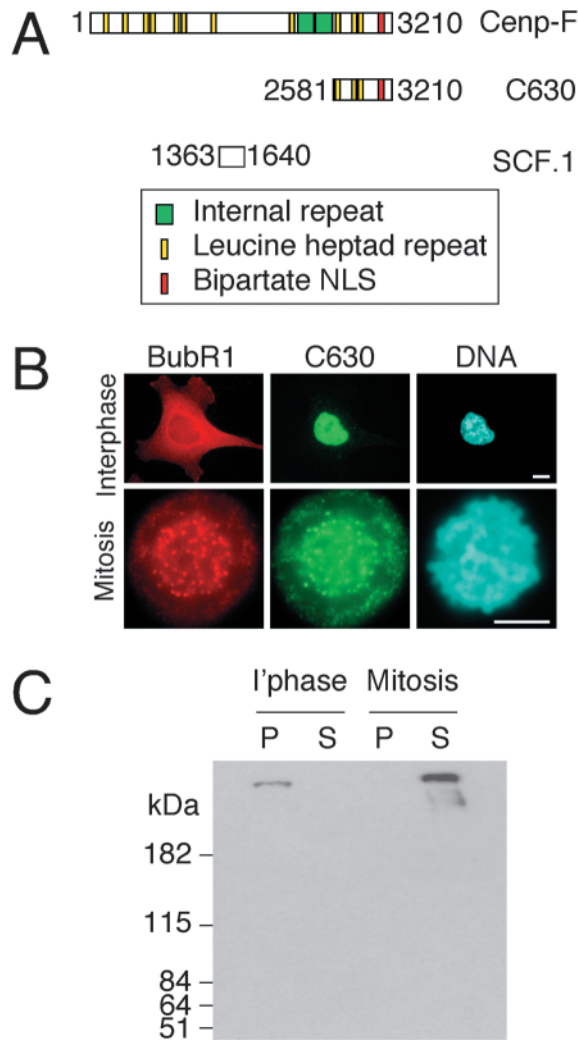 A
1 3210 Cenp-F
2581 3210 C630
1363 1640 SCF.1
Internal repeat
Leucine heptad repeat
Bipartate NLS
B
BubR1 C630 DNA
Interphase
Mitosis
C
I'phase Mitosis
P S P S
kDa
182
115
84
64
51